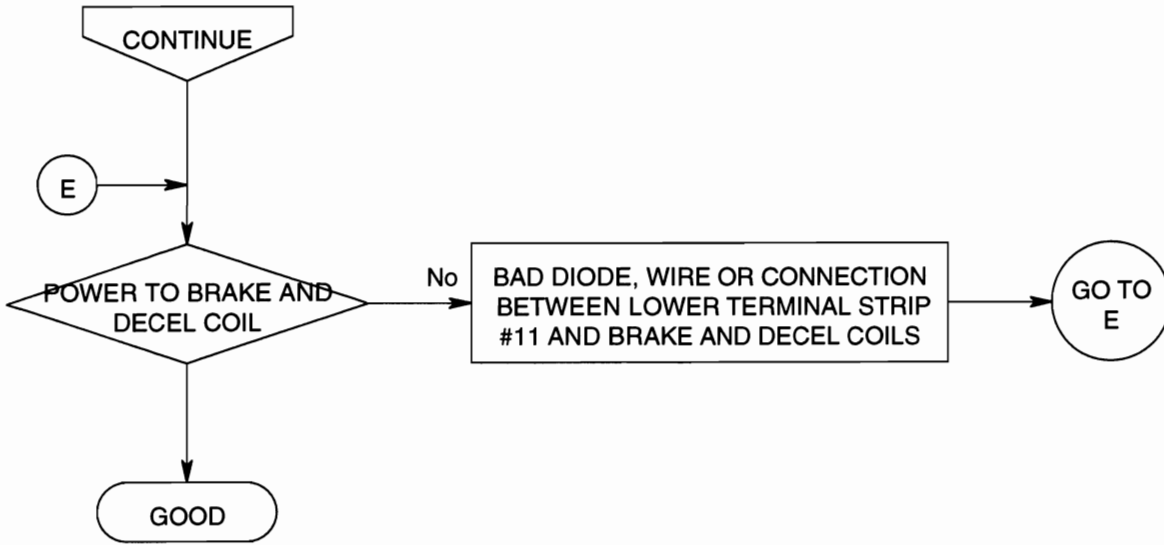 CONTINUE
E
POWER TO BRAKE AND
DECEL COIL
No
BAD DIODE, WIRE OR CONNECTION
BETWEEN LOWER TERMINAL STRIP
#11 AND BRAKE AND DECEL COILS
GO TO
E
GOOD